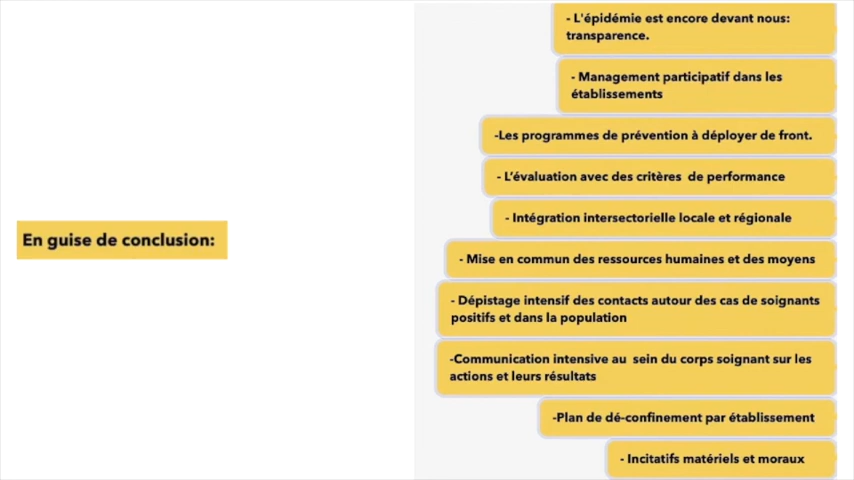 En guise de conclusion:
- L'épidémie est encore devant nous:
transparence.
- Management participatif dans les
établissements
-Les programmes de prévention à déployer de front.
- L’évaluation avec des critères de performance
- Intégration intersectorielle locale et régionale
- Mise en commun des ressources humaines et des moyens
- Dépistage intensif des contacts autour des cas de soignants
positifs et dans la population
-Communication intensive au sein du corps soignant sur les
actions et leurs résultats
-Plan de dé-confinement par établissement
- Incitatifs matériels et moraux